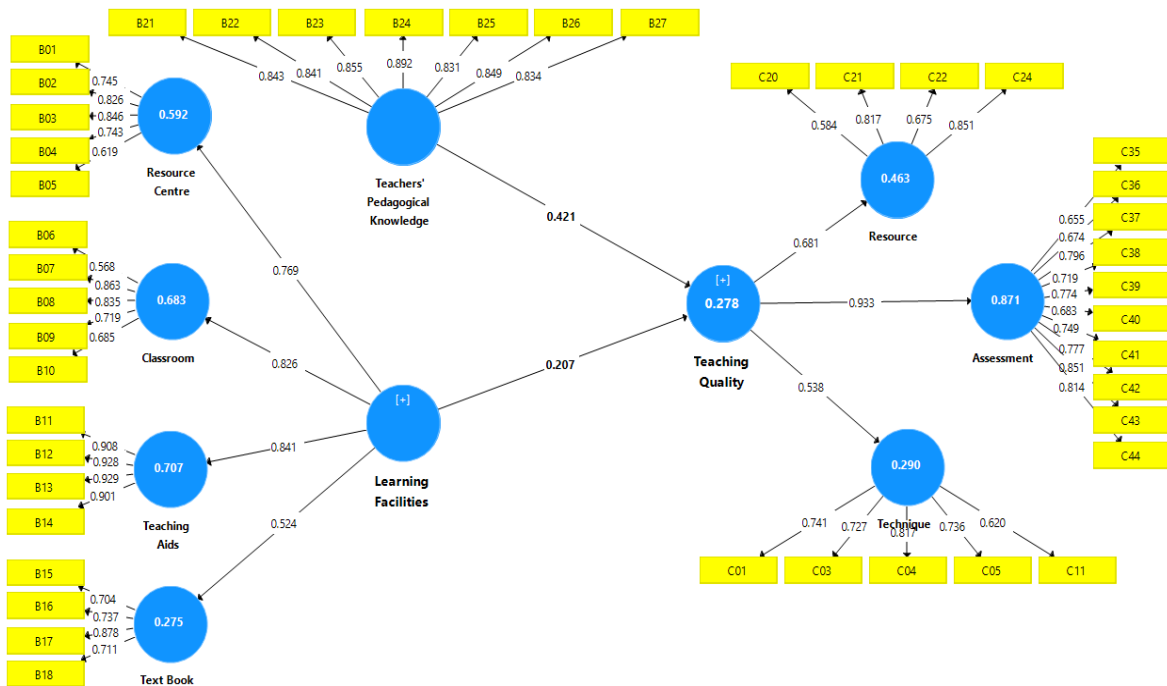 B21
B22
B23
B24
B25
B26
B27
0.843
0.841
0.855
0.892
0.831
0.849
0.834
Teachers'
Pedagogical
Knowledge
B01
B02
B03
B04
B05
0.745
0.826
0.846
0.743
0.619
0.592
Resource
Centre
B06
B07
B08
B09
B10
0.568
0.863
0.835
0.719
0.685
0.683
Classroom
B11
B12
B13
B14
0.908
0.928
0.929
0.901
0.707
Teaching
Aids
B15
B16
B17
B18
0.704
0.737
0.878
0.711
0.275
Text Book
0.769
0.826
0.841
0.524
[+]
Learning
Facilities
0.421
0.207
[+]
0.278
Teaching
Quality
0.681
0.933
0.538
C20
C21
C22
C24
0.584
0.817
0.675
0.851
0.463
Resource
C35
C36
C37
C38
C39
C40
C41
C42
C43
C44
0.655
0.674
0.796
0.719
0.774
0.683
0.749
0.777
0.851
0.814
0.871
Assessment
0.290
Technique
0.741
0.727
0.817
0.736
0.620
C01
C03
C04
C05
C11